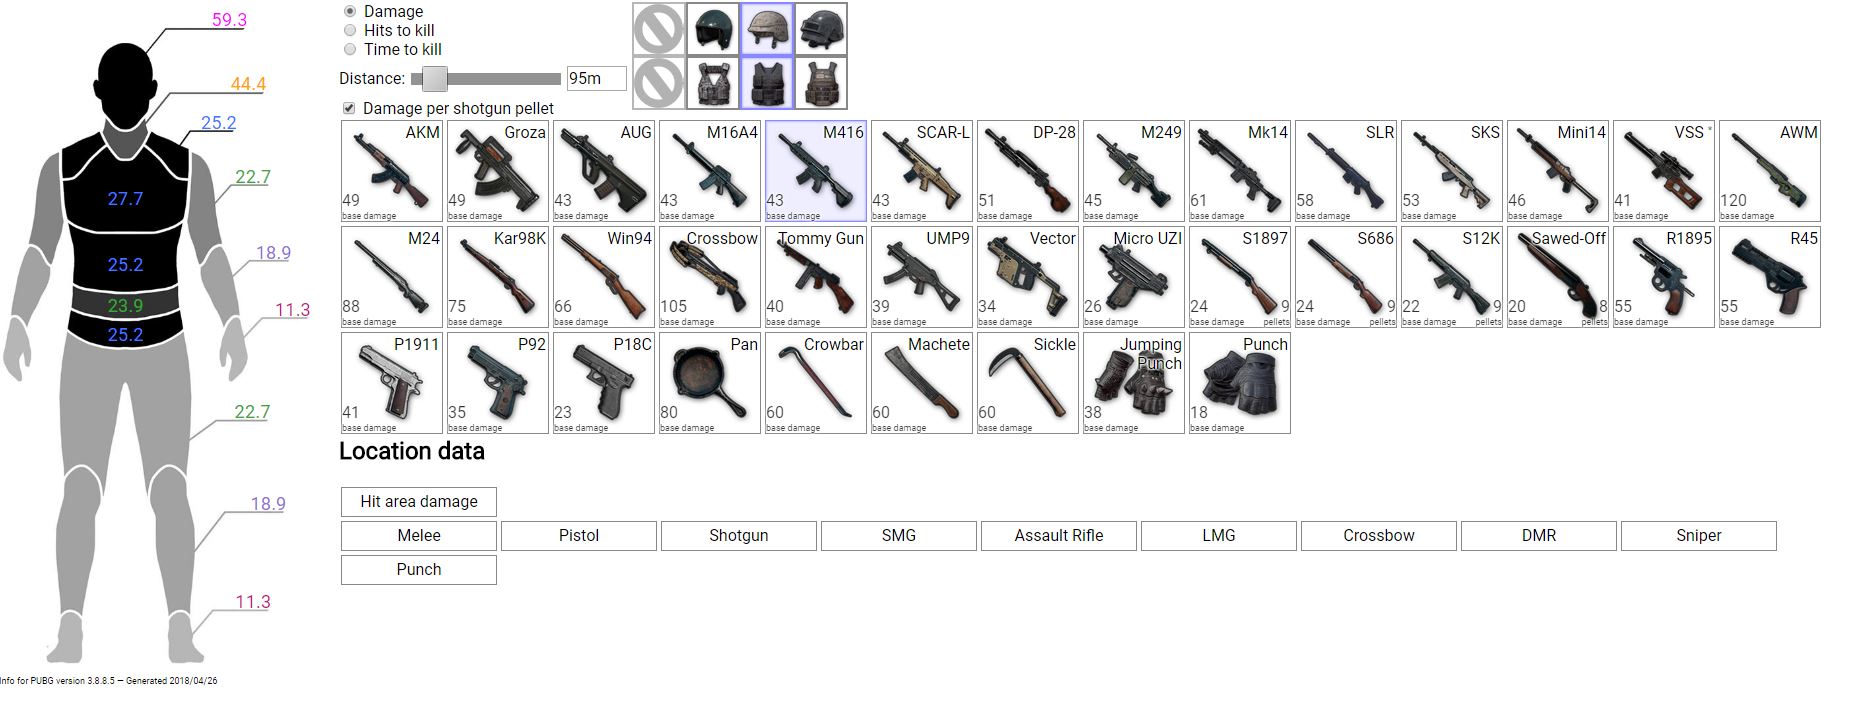 59.3
44.4
25.2
27.7
22.7
18.9
25.2
11.3
23.9
25.2
22.7
18.9
11.3
Info for PUBG version 3.8.8.5 — Generated 2018/04/26
Damage
Hits to kill
Time to kill
Distance: 95m
Damage per shotgun pellet
AKM
49
base damage
Groza
49
base damage
AUG
43
base damage
M16A4
43
base damage
M416
43
base damage
SCAR-L
43
base damage
DP-28
51
base damage
M249
45
base damage
Mk14
61
base damage
SLR
58
base damage
SKS
53
base damage
Mini14
46
base damage
VSS *
41
base damage
AWM
120
base damage
M24
88
base damage
Kar98K
75
base damage
Win94
66
base damage
Crossbow
105
base damage
Tommy Gun
40
base damage
UMP9
39
base damage
Vector
34
base damage
Micro UZI
26
base damage
S1897
24 9
base damage pellets
S686
24 9
base damage pellets
S12K
22 9
base damage pellets
Sawed-Off
20 8
base damage pellets
R1895
55
base damage
R45
55
base damage
P1911
41
base damage
P92
35
base damage
P18C
23
base damage
Pan
80
base damage
Crowbar
60
base damage
Machete
60
base damage
Sickle
60
base damage
Jumping
Punch
38
base damage
Punch
18
base damage
Location data
Hit area damage
Melee Pistol Shotgun SMG Assault Rifle LMG Crossbow DMR Sniper
Punch